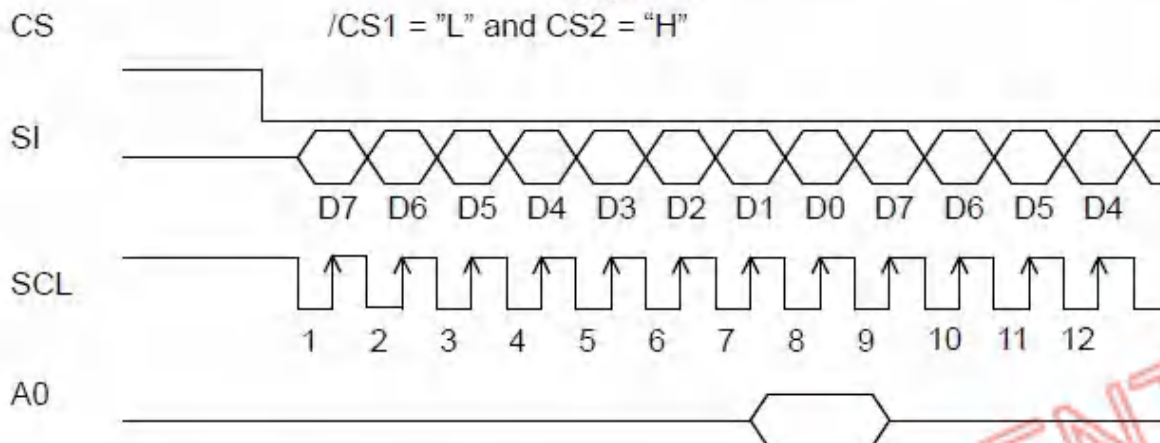 CS /CS1 = "L" and CS2 = “H”
SI
D7 D6 D5 D4 D3 D2 D1 D0 D7 D6 D5 D4
SCL
1 2 3 4 5 6 7 8 9 10 11 12
A0